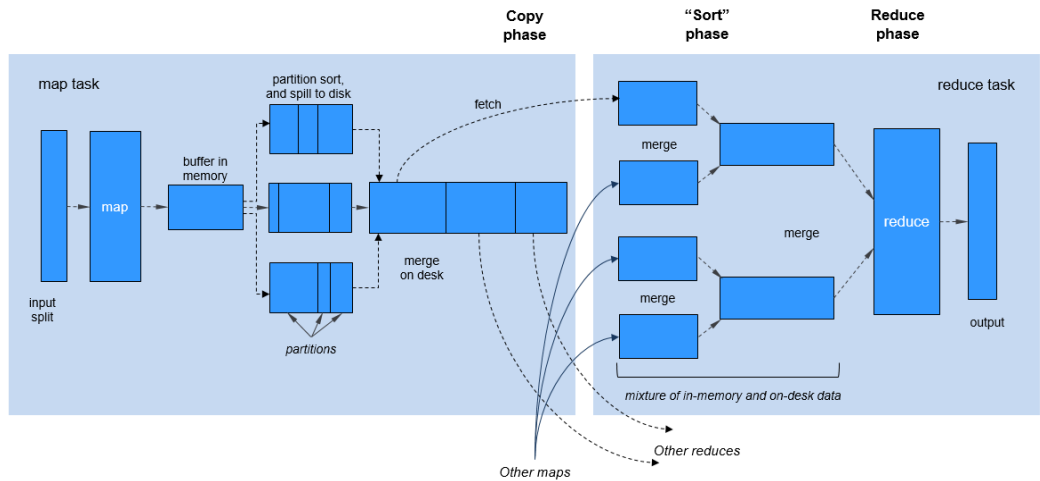 Copy
phase
“Sort”
phase
Reduce
phase
map task
partition sort,
and spill to disk
fetch
reduce task
buffer in
memory
map
merge
merge
reduce
merge
on desk
merge
input
split
output
partitions
mixture of in-memory and on-desk data
Other reduces
Other maps